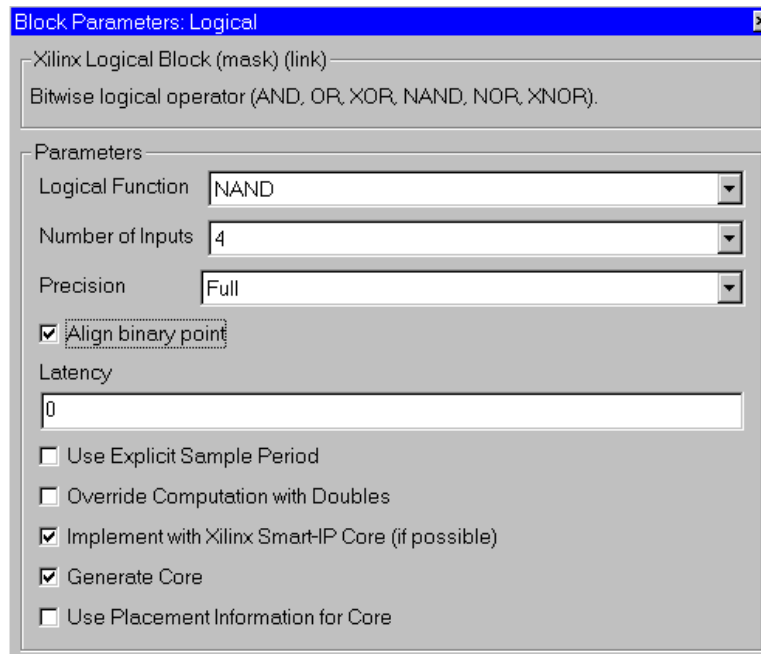 Block Parameters: Logical
Xilinx Logical Block (mask) (link)
Bitwise logical operator (AND, OR, XOR, NAND, NOR, XNOR).
Parameters
Logical Function NAND
Number of Inputs 4
Precision Full
Align binary point
Latency
0
Use Explicit Sample Period
Override Computation with Doubles
Implement with Xilinx Smart-IP Core (if possible)
Generate Core
Use Placement Information for Core